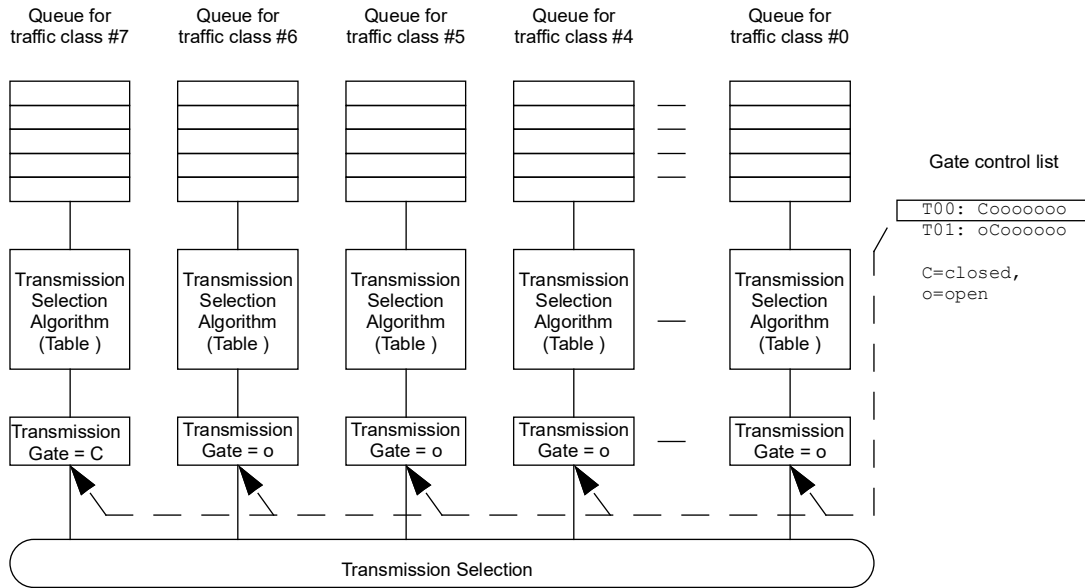 Queue for
traffic class #7
Queue for
traffic class #6
Queue for
traffic class #5
Queue for
traffic class #4
Queue for
traffic class #0
Gate control list
T00: Cooooooo
T01: oCoooooo
C=closed,
o=open
Transmission
Selection
Algorithm
(Table )
Transmission
Selection
Algorithm
(Table )
Transmission
Selection
Algorithm
(Table )
Transmission
Selection
Algorithm
(Table )
Transmission
Selection
Algorithm
(Table )
Transmission
Gate = C
Transmission
Gate = o
Transmission
Gate = o
Transmission
Gate = o
Transmission
Gate = o
Transmission Selection